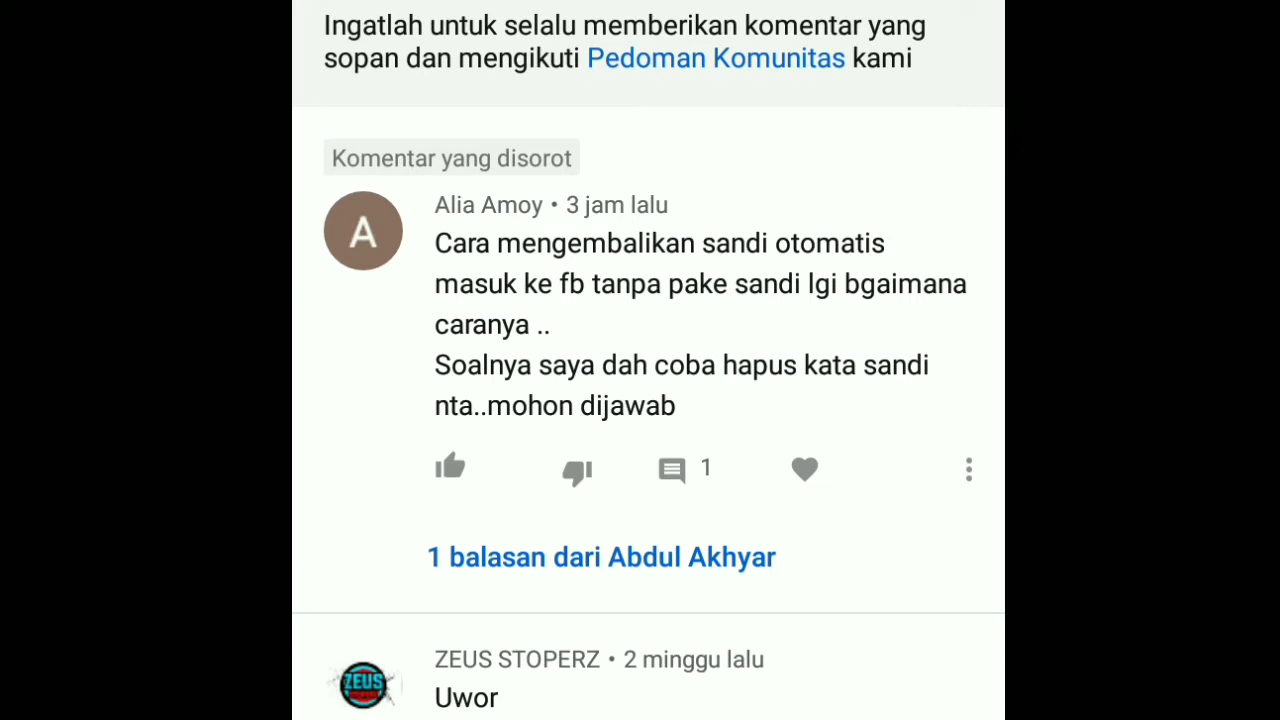 Ingatlah untuk selalu memberikan komentar yang
sopan dan mengikuti Pedoman Komunitas kami
Komentar yang disorot
A
Alia Amoy • 3 jam lalu
Cara mengembalikan sandi otomatis
masuk ke fb tanpa pake sandi lgi bgaimana
caranya ..
Soalnya saya dah coba hapus kata sandi
nta..mohon dijawab
1
1 balasan dari Abdul Akhyar
ZEUS STOPERZ • 2 minggu lalu
ZEUS
Uwor